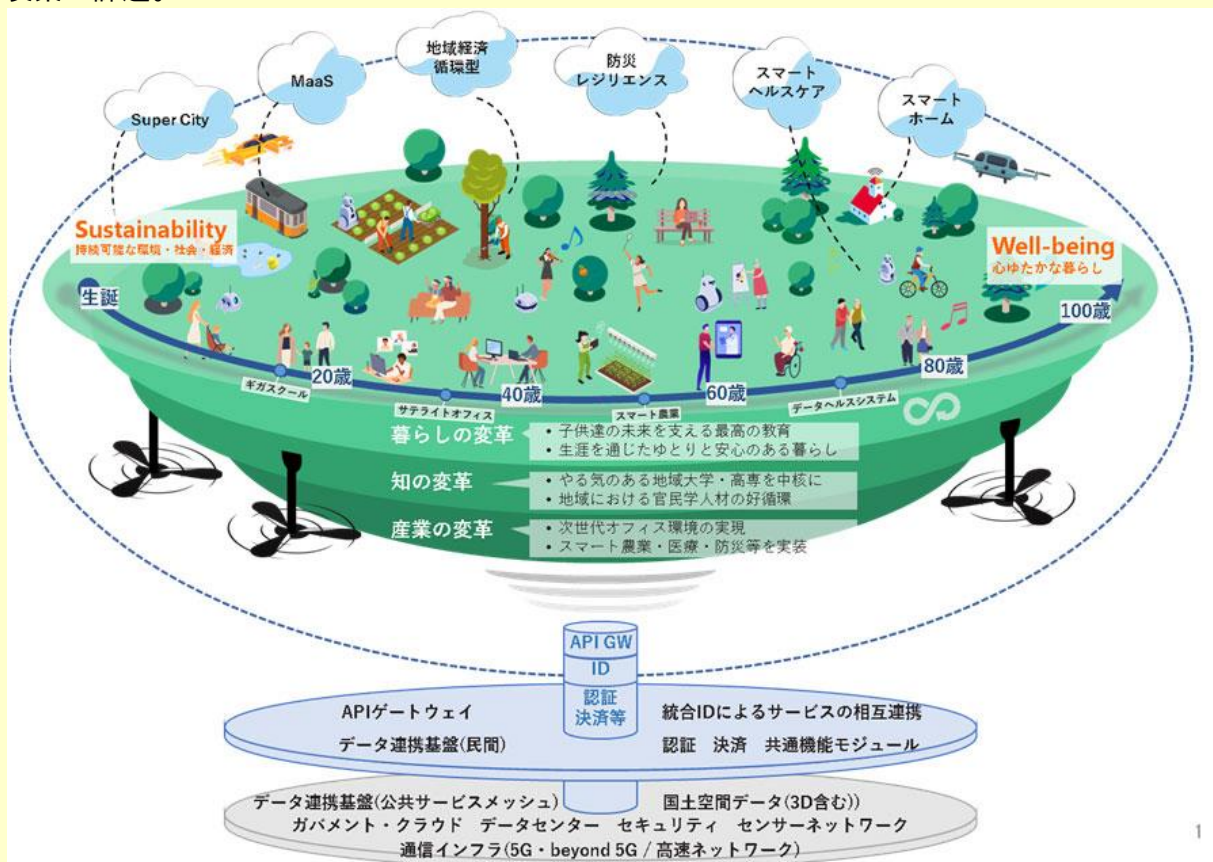 MaaS
地域経済
循環型
防災
レジリエンス
スマート
ヘルスケア
スマート
ホーム
Super City
Sustainability
持続可能な環境・社会・経済
Well-being
心ゆたかな暮らし
生誕
20歳
40歳
60歳
80歳
100歳
ギガスクール
サテライトオフィス
スマート農業
データヘルスシステム
暮らしの変革
• 子供達の未来を支える最高の教育
• 生涯を通じたゆとりと安心のある暮らし
知の変革
• やる気のある地域大学・高専を中核に
• 地域における官民学人材の好循環
産業の変革
• 次世代オフィス環境の実現
• スマート農業・医療・防災等を実装
API GW
ID
認証
決済等
APIゲートウェイ
統合IDによるサービスの相互連携
データ連携基盤(民間)
認証 決済 共通機能モジュール
データ連携基盤(公共サービスメッシュ)
国土空間データ(3D含む))
ガバメント・クラウド データセンター セキュリティ センサーネットワーク
通信インフラ(5G・beyond 5G / 高速ネットワーク)
1